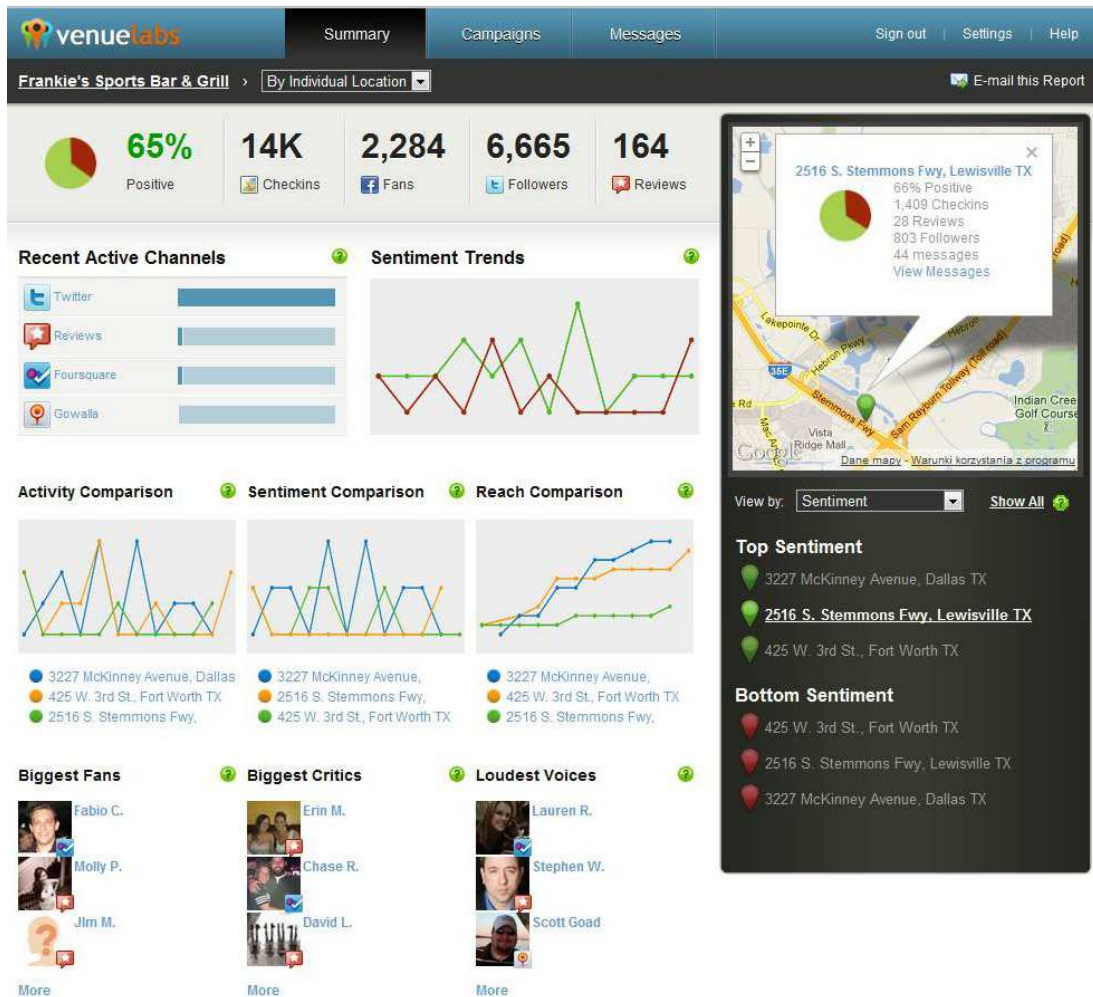 venuelabs
Summary
Campaigns
Messages
Sign out | Settings | Help
Frankie's Sports Bar & Grill › By Individual Location
E-mail this Report
65%
Positive
14K
Checkins
2,284
Fans
6,665
Followers
164
Reviews
Recent Active Channels
Twitter
Reviews
Foursquare
Gowalla
Sentiment Trends
Activity Comparison
3227 McKinney Avenue, Dallas
425 W. 3rd St., Fort Worth TX
2516 S. Stemmons Fwy,
Sentiment Comparison
3227 McKinney Avenue,
2516 S. Stemmons Fwy,
425 W. 3rd St., Fort Worth TX
Reach Comparison
3227 McKinney Avenue,
425 W. 3rd St., Fort Worth TX
2516 S. Stemmons Fwy,
Biggest Fans
Fabio C.
Molly P.
JIm M.
More
Biggest Critics
Erin M.
Chase R.
David L.
More
Loudest Voices
Lauren R.
Stephen W.
Scott Goad
More
2516 S. Stemmons Fwy, Lewisville TX
66% Positive
1,409 Checkins
28 Reviews
803 Followers
44 messages
View Messages
Lakepointe Dr
Hebron Pkwy
Hebron
road)
35E
Stemmons Fwy
Sam Rayburn Tollway (Toll road)
e Rd
Mac Ar
Vista
Ridge Mall
Indian Cree
Golf Course
Google
Dane mapy - Warunki korzystania z programu
View by: Sentiment
Show All
Top Sentiment
3227 McKinney Avenue, Dallas TX
2516 S. Stemmons Fwy, Lewisville TX
425 W. 3rd St., Fort Worth TX
Bottom Sentiment
425 W. 3rd St., Fort Worth TX
2516 S. Stemmons Fwy, Lewisville TX
3227 McKinney Avenue, Dallas TX